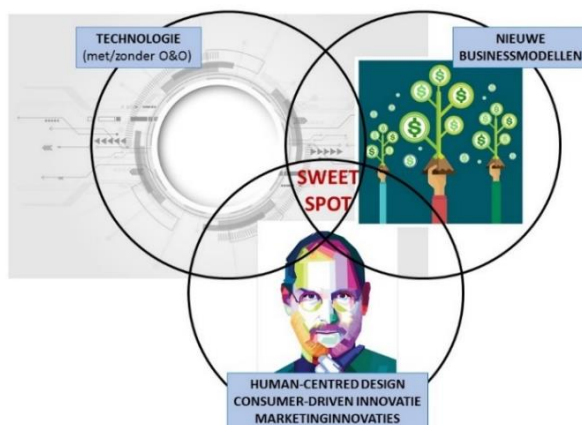 TECHNOLOGIE
(met/zonder O&O)
NIEUWE
BUSINESSMODELLEN
SWEET
SPOT
HUMAN-CENTRED DESIGN
CONSUMER-DRIVEN INNOVATIE
MARKETINGINNOVATIES